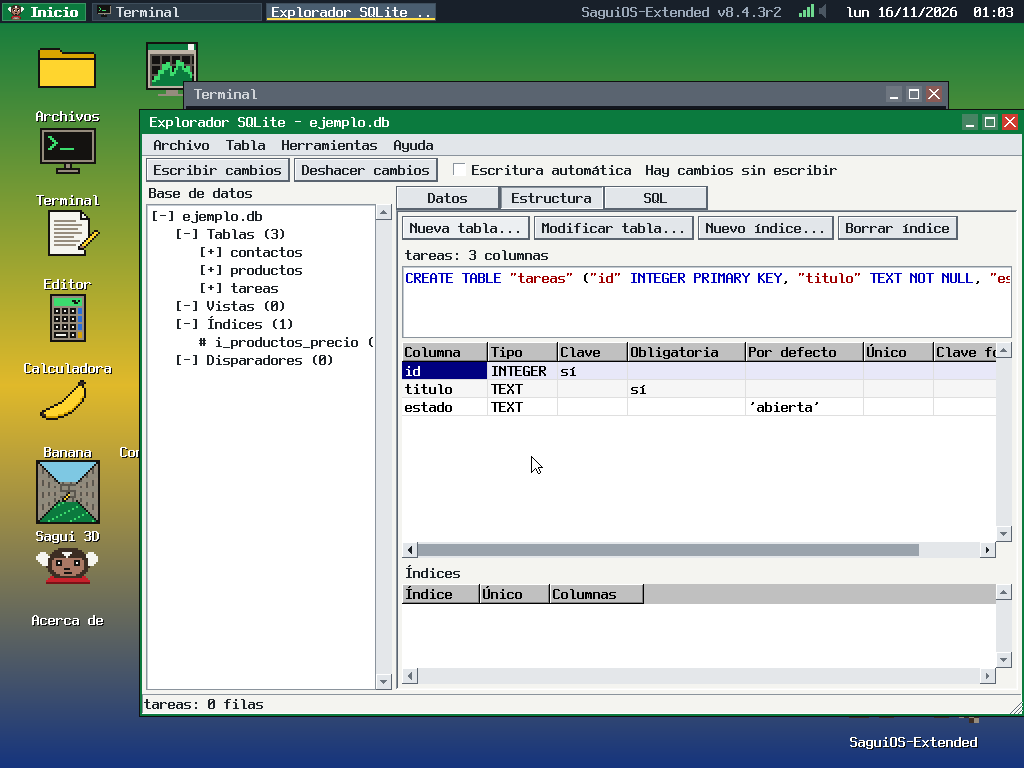 Inicio
Terminal
Explorador SQLite ..
SaguiOS-Extended v8.4.3r2
lun 16/11/2026 01:03
Archivos
Terminal
Editor
Calculadora
Banana
Sagui 3D
Acerca de
Terminal
Explorador SQLite - ejemplo.db
Archivo Tabla Herramientas Ayuda
Escribir cambios Deshacer cambios Escritura automática Hay cambios sin escribir
Base de datos
[-] ejemplo.db
[-] Tablas (3)
[+] contactos
[+] productos
[+] tareas
[-] Vistas (0)
[-] Índices (1)
# i_productos_precio (
[-] Disparadores (0)
Datos Estructura SQL
Nueva tabla... Modificar tabla... Nuevo índice... Borrar índice
tareas: 3 columnas
CREATE TABLE "tareas" ("id" INTEGER PRIMARY KEY, "titulo" TEXT NOT NULL, "es
Columna Tipo Clave Obligatoria Por defecto Único Clave fo
id INTEGER sí
titulo TEXT sí
estado TEXT 'abierta'
Índices
Índice Único Columnas
tareas: 0 filas
SaguiOS-Extended